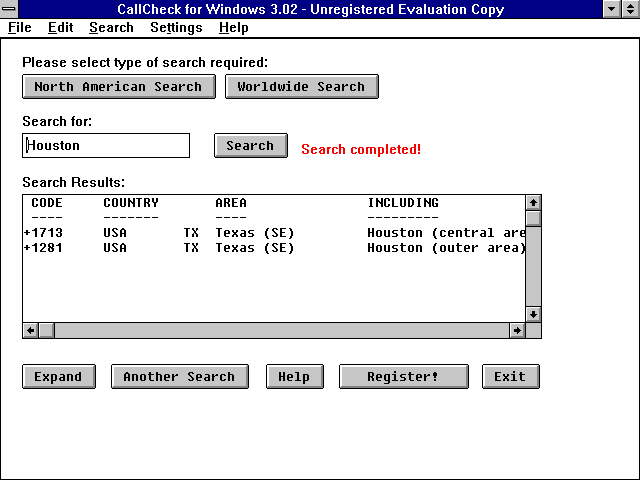 CallCheck for Windows 3.02 - Unregistered Evaluation Copy
File Edit Search Settings Help
Please select type of search required:
North American Search Worldwide Search
Search for:
Houston Search Search completed!
Search Results:
CODE COUNTRY AREA INCLUDING
---- ------- ---- ---------
+1713 USA TX Texas (SE) Houston (central are
+1281 USA TX Texas (SE) Houston (outer area)
Expand Another Search Help Register! Exit